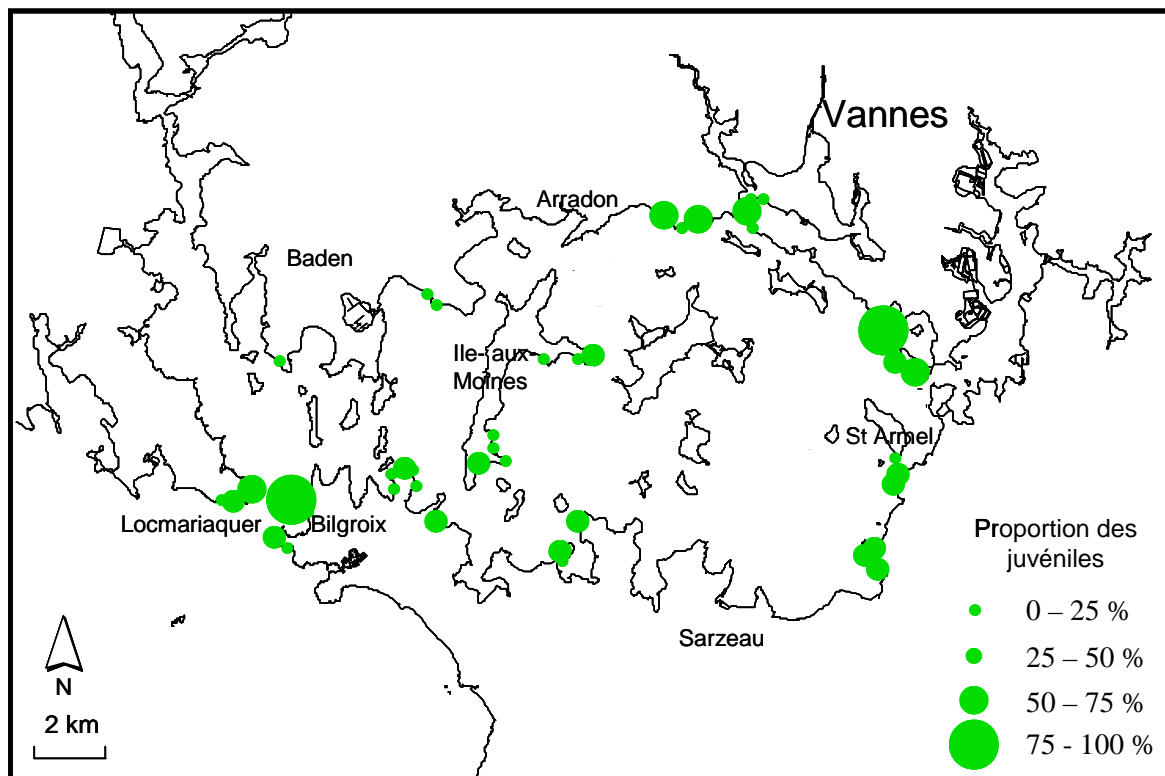 Vannes
Arradon
Baden
Ile-aux-
Moines
St Armel
Locmariaquer
Bilgroix
Sarzeau
Proportion des
juvéniles
0 – 25 %
25 – 50 %
50 – 75 %
75 - 100 %
N
2 km